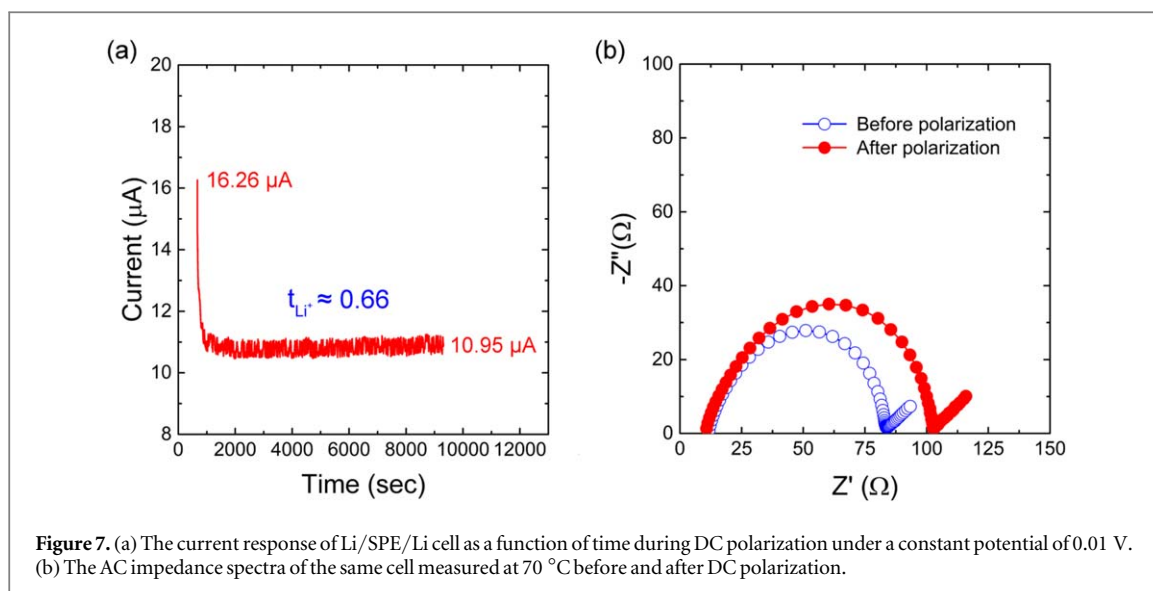 (a)
20
18
16
14
12
10
8
Current (μA)
16.26 μA
t_Li⁺ ≈ 0.66
10.95 μA
0 2000 4000 6000 8000 10000 12000
Time (sec)
(b)
100
80
60
40
20
0
-Z"(Ω)
Before polarization
After polarization
0 25 50 75 100 125 150
Z' (Ω)
Figure 7. (a) The current response of Li/SPE/Li cell as a function of time during DC polarization under a constant potential of 0.01 V.
(b) The AC impedance spectra of the same cell measured at 70 °C before and after DC polarization.